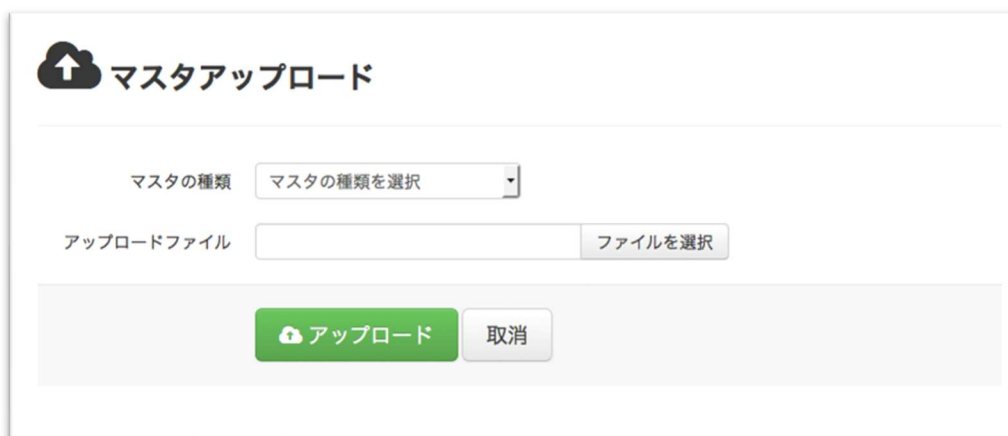 マスタアップロード
マスタの種類 マスタの種類を選択
アップロードファイル ファイルを選択
アップロード 取消